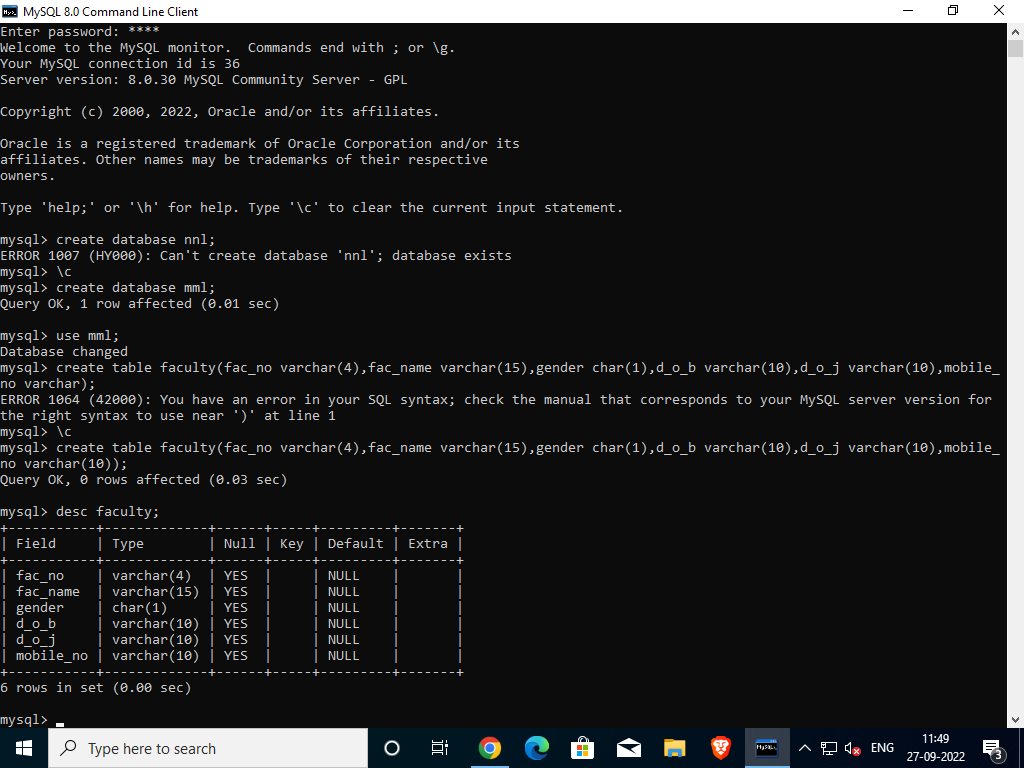 MySQL 8.0 Command Line Client
Enter password: ****
Welcome to the MySQL monitor.  Commands end with ; or \g.
Your MySQL connection id is 36
Server version: 8.0.30 MySQL Community Server - GPL
Copyright (c) 2000, 2022, Oracle and/or its affiliates.
Oracle is a registered trademark of Oracle Corporation and/or its
affiliates. Other names may be trademarks of their respective
owners.
Type 'help;' or '\h' for help. Type '\c' to clear the current input statement.
mysql> create database nnl;
ERROR 1007 (HY000): Can't create database 'nnl'; database exists
mysql> \c
mysql> create database mml;
Query OK, 1 row affected (0.01 sec)
mysql> use mml;
Database changed
mysql> create table faculty(fac_no varchar(4),fac_name varchar(15),gender char(1),d_o_b varchar(10),d_o_j varchar(10),mobile_
no varchar);
ERROR 1064 (42000): You have an error in your SQL syntax; check the manual that corresponds to your MySQL server version for
the right syntax to use near ')' at line 1
mysql> \c
mysql> create table faculty(fac_no varchar(4),fac_name varchar(15),gender char(1),d_o_b varchar(10),d_o_j varchar(10),mobile_
no varchar(10));
Query OK, 0 rows affected (0.03 sec)
mysql> desc faculty;
+-----------+-------------+------+-----+---------+-------+
| Field     | Type        | Null | Key | Default | Extra |
+-----------+-------------+------+-----+---------+-------+
| fac_no    | varchar(4)  | YES  |     | NULL    |       |
| fac_name  | varchar(15) | YES  |     | NULL    |       |
| gender    | char(1)     | YES  |     | NULL    |       |
| d_o_b     | varchar(10) | YES  |     | NULL    |       |
| d_o_j     | varchar(10) | YES  |     | NULL    |       |
| mobile_no | varchar(10) | YES  |     | NULL    |       |
+-----------+-------------+------+-----+---------+-------+
6 rows in set (0.00 sec)
mysql> _
Type here to search
MySQL
ENG
11:49
27-09-2022
3